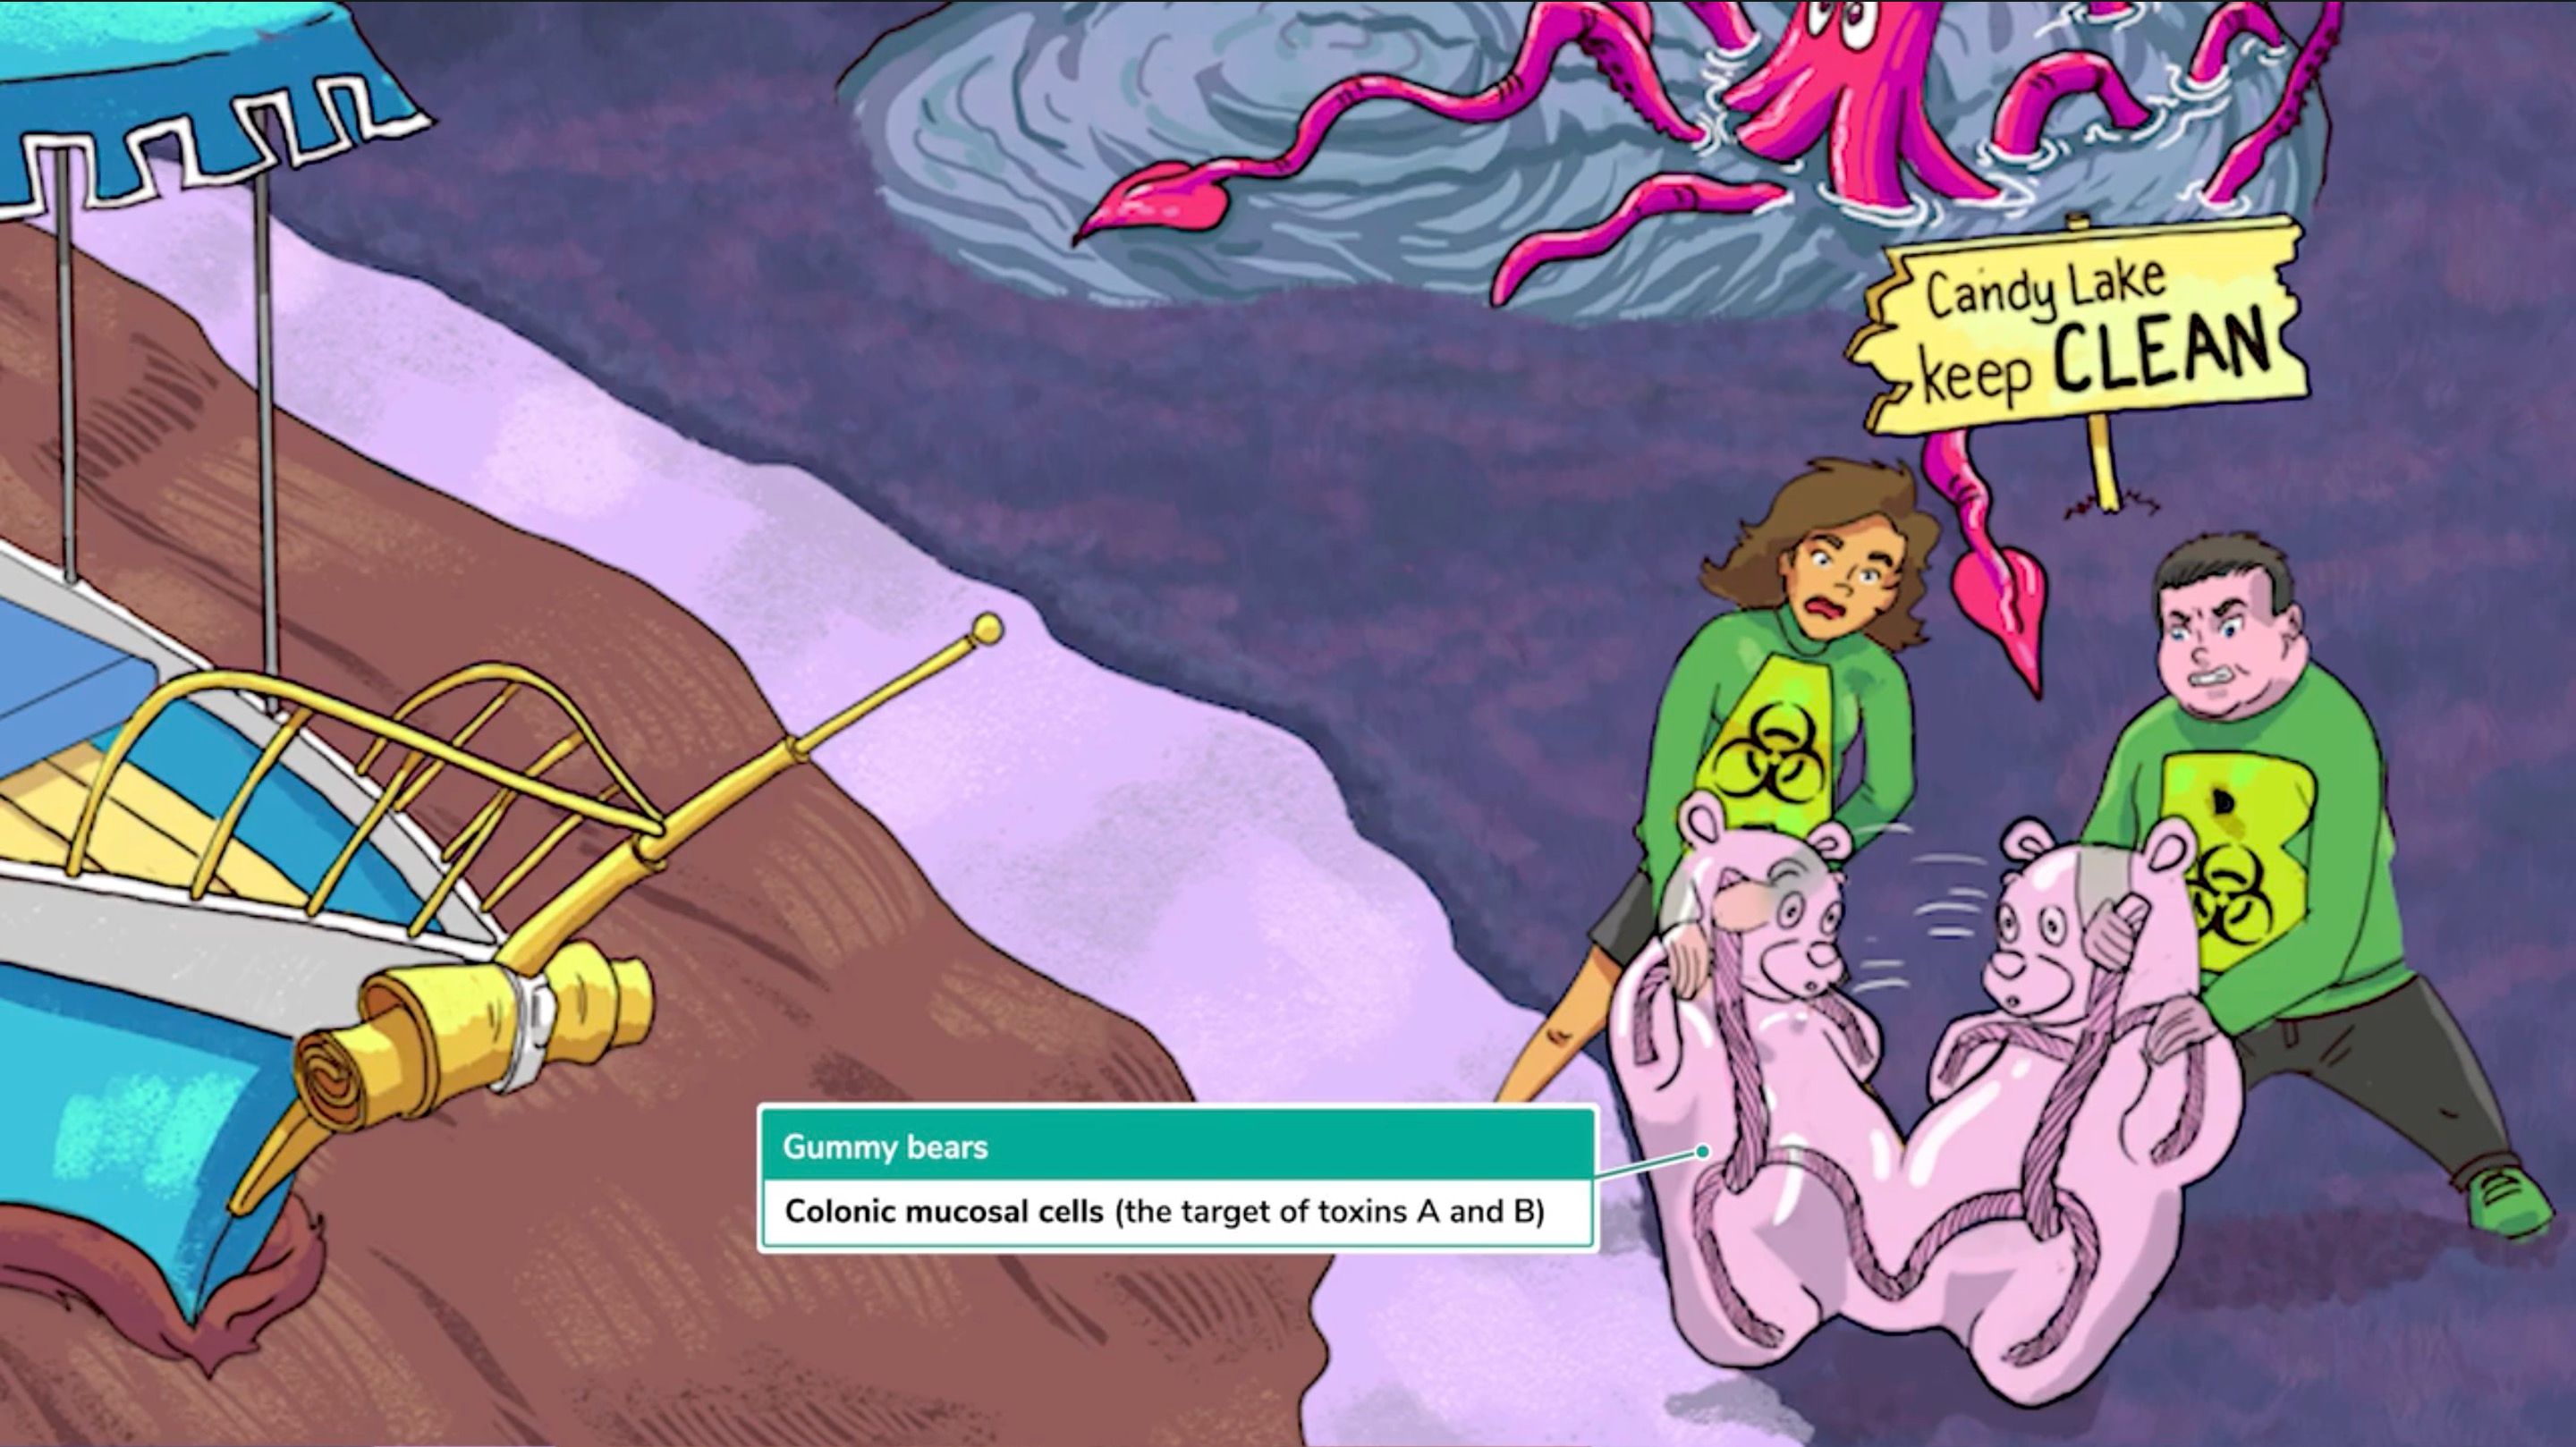 Candy Lake
keep CLEAN
Gummy bears
Colonic mucosal cells (the target of toxins A and B)